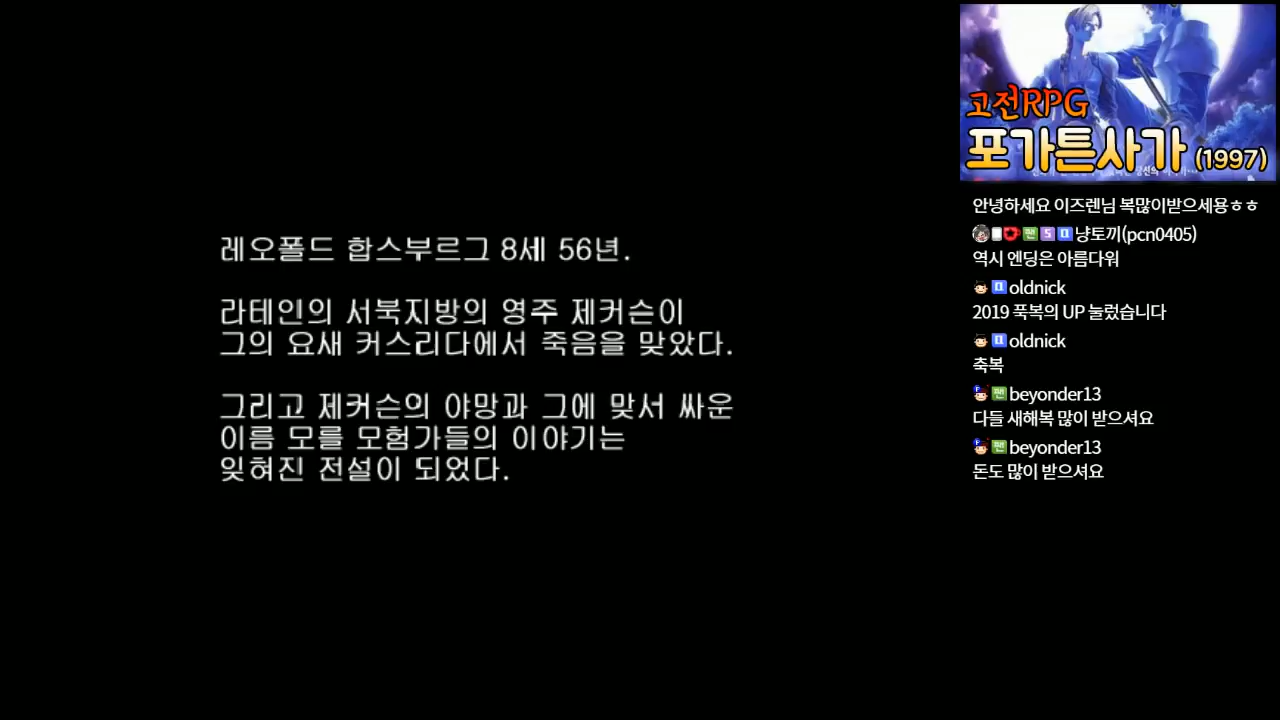 레오폴드 합스부르그 8세 56년.
라테인의 서북지방의 영주 제커슨이
그의 요새 커스리다에서 죽음을 맞았다.
그리고 제커슨의 야망과 그에 맞서 싸운
이름 모를 모험가들의 이야기는
잊혀진 전설이 되었다.
고전RPG
포가튼사가 (1997)
안녕하세요 이즈렌님 복많이받으세용ㅎㅎ
팬 5 냥토끼(pcn0405)
역시 엔딩은 아름다워
oldnick
2019 푹복의 UP 눌렀습니다
oldnick
축복
팬 beyonder13
다들 새해복 많이 받으셔요
팬 beyonder13
돈도 많이 받으셔요